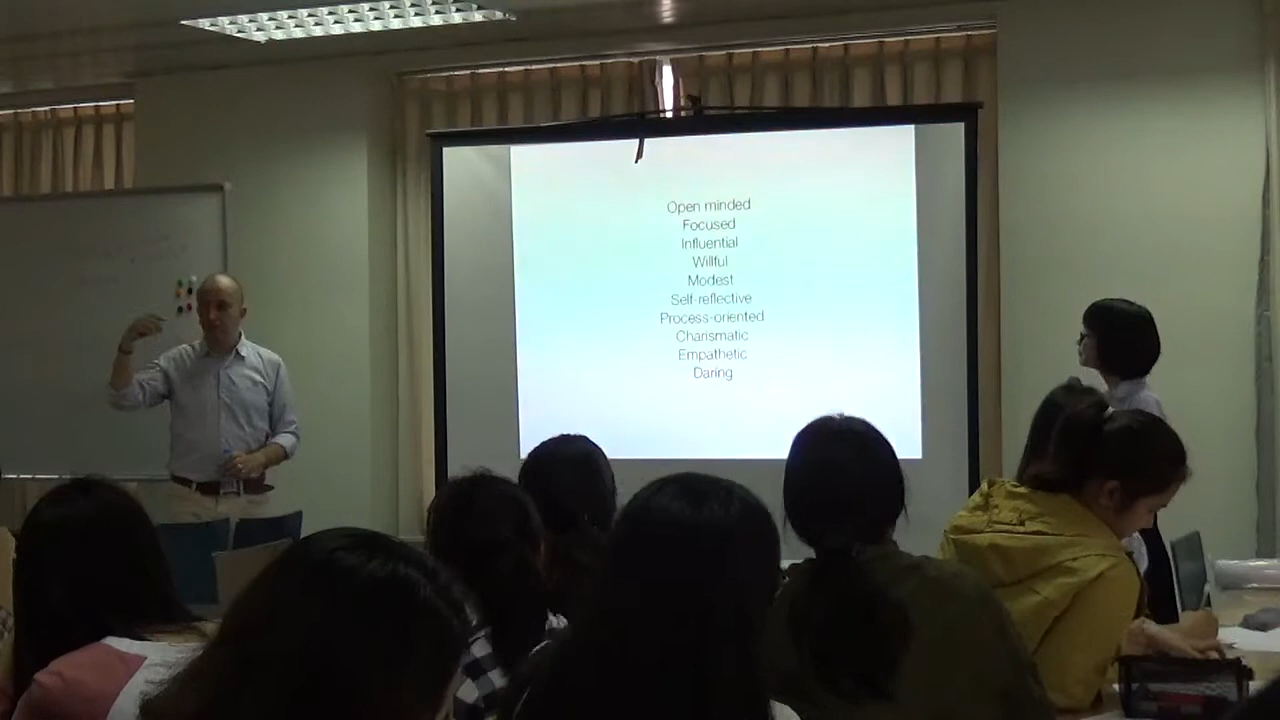 Open minded
Focused
Influential
Willful
Modest
Self-reflective
Process-oriented
Charismatic
Empathetic
Daring